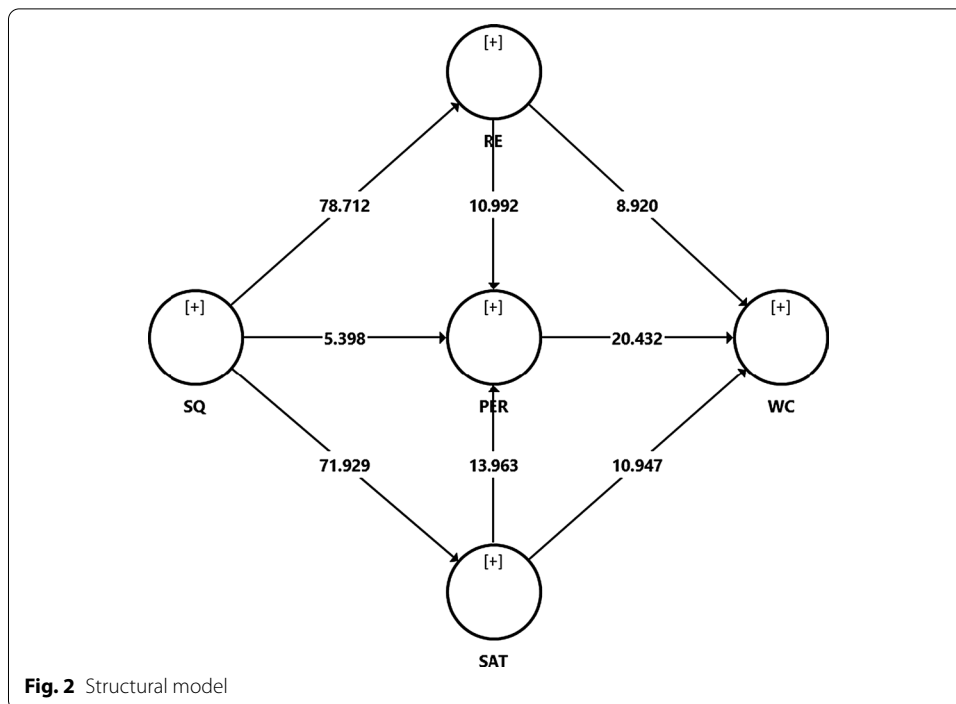 [+]
RE
78.712
10.992
8.920
[+]
[+]
[+]
5.398
20.432
SQ
PER
WC
71.929
13.963
10.947
[+]
SAT
Fig. 2 Structural model